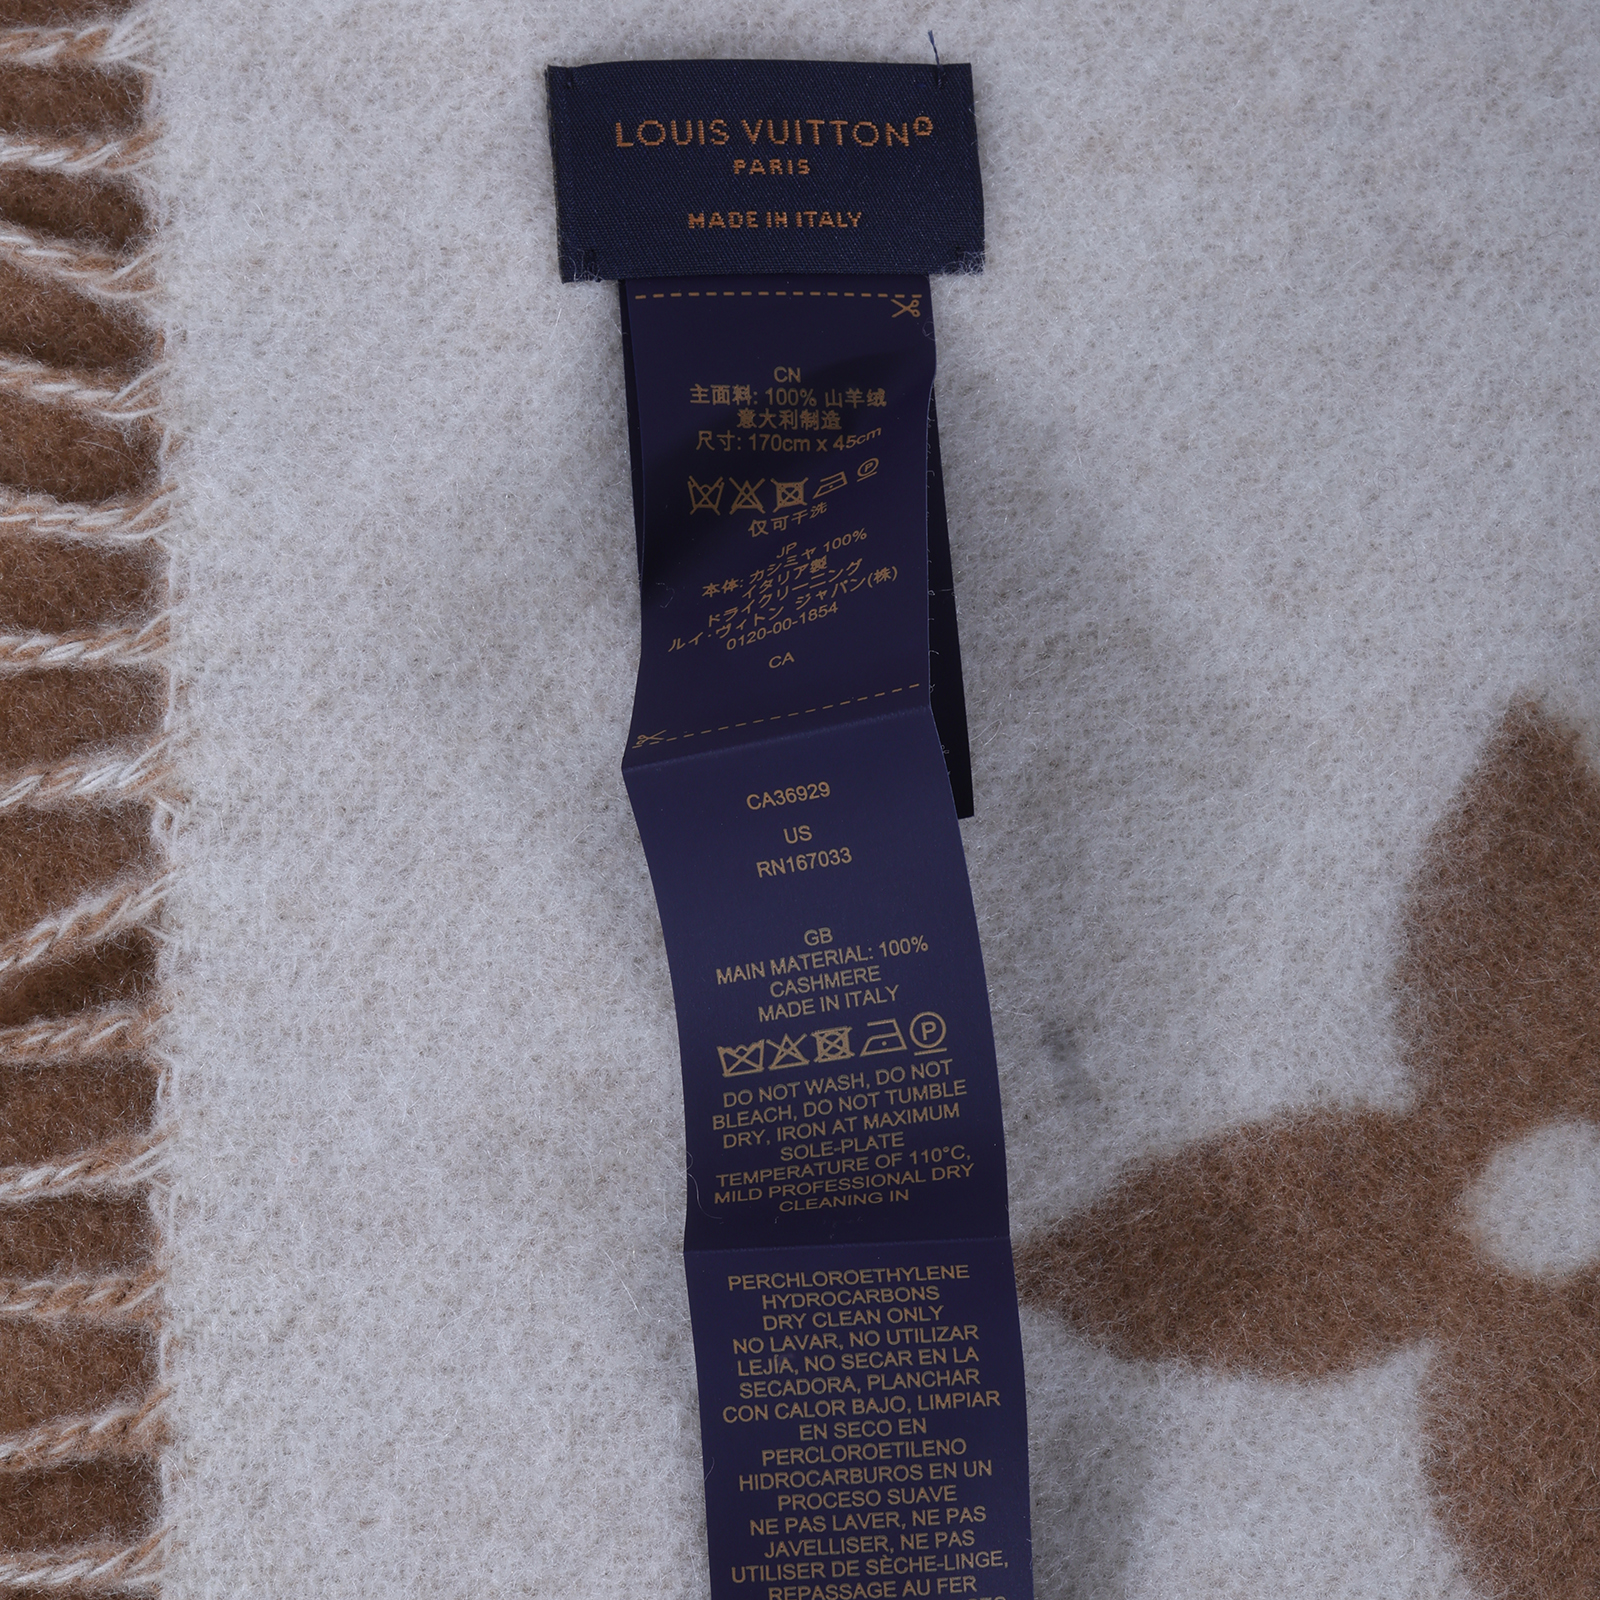 LOUIS VUITTON®
PARIS
MADE IN ITALY
CN
主面料: 100% 山羊绒
意大利制造
尺寸: 170cm x 45cm
仅可干洗
JP
本体: カシミヤ 100%
イタリア製
ドライクリーニング
ルイ・ヴィトン ジャパン(株)
0120-00-1854
CA
CA36929
US
RN167033
GB
MAIN MATERIAL: 100%
CASHMERE
MADE IN ITALY
DO NOT WASH, DO NOT
BLEACH, DO NOT TUMBLE
DRY, IRON AT MAXIMUM
SOLE-PLATE
TEMPERATURE OF 110°C,
MILD PROFESSIONAL DRY
CLEANING IN
PERCHLOROETHYLENE
HYDROCARBONS
DRY CLEAN ONLY
NO LAVAR, NO UTILIZAR
LEJÍA, NO SECAR EN LA
SECADORA, PLANCHAR
CON CALOR BAJO, LIMPIAR
EN SECO EN
PERCLOROETILENO
HIDROCARBUROS EN UN
PROCESO SUAVE
NE PAS LAVER, NE PAS
JAVELLISER, NE PAS
UTILISER DE SÈCHE-LINGE,
REPASSAGE AU FER